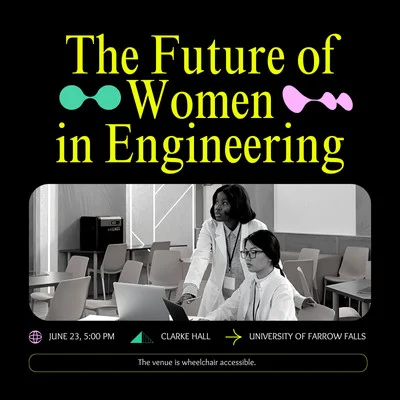 The Future of
Women
in Engineering
JUNE 23, 5:00 PM
CLARKE HALL
UNIVERSITY OF FARROW FALLS
The venue is wheelchair accessible.